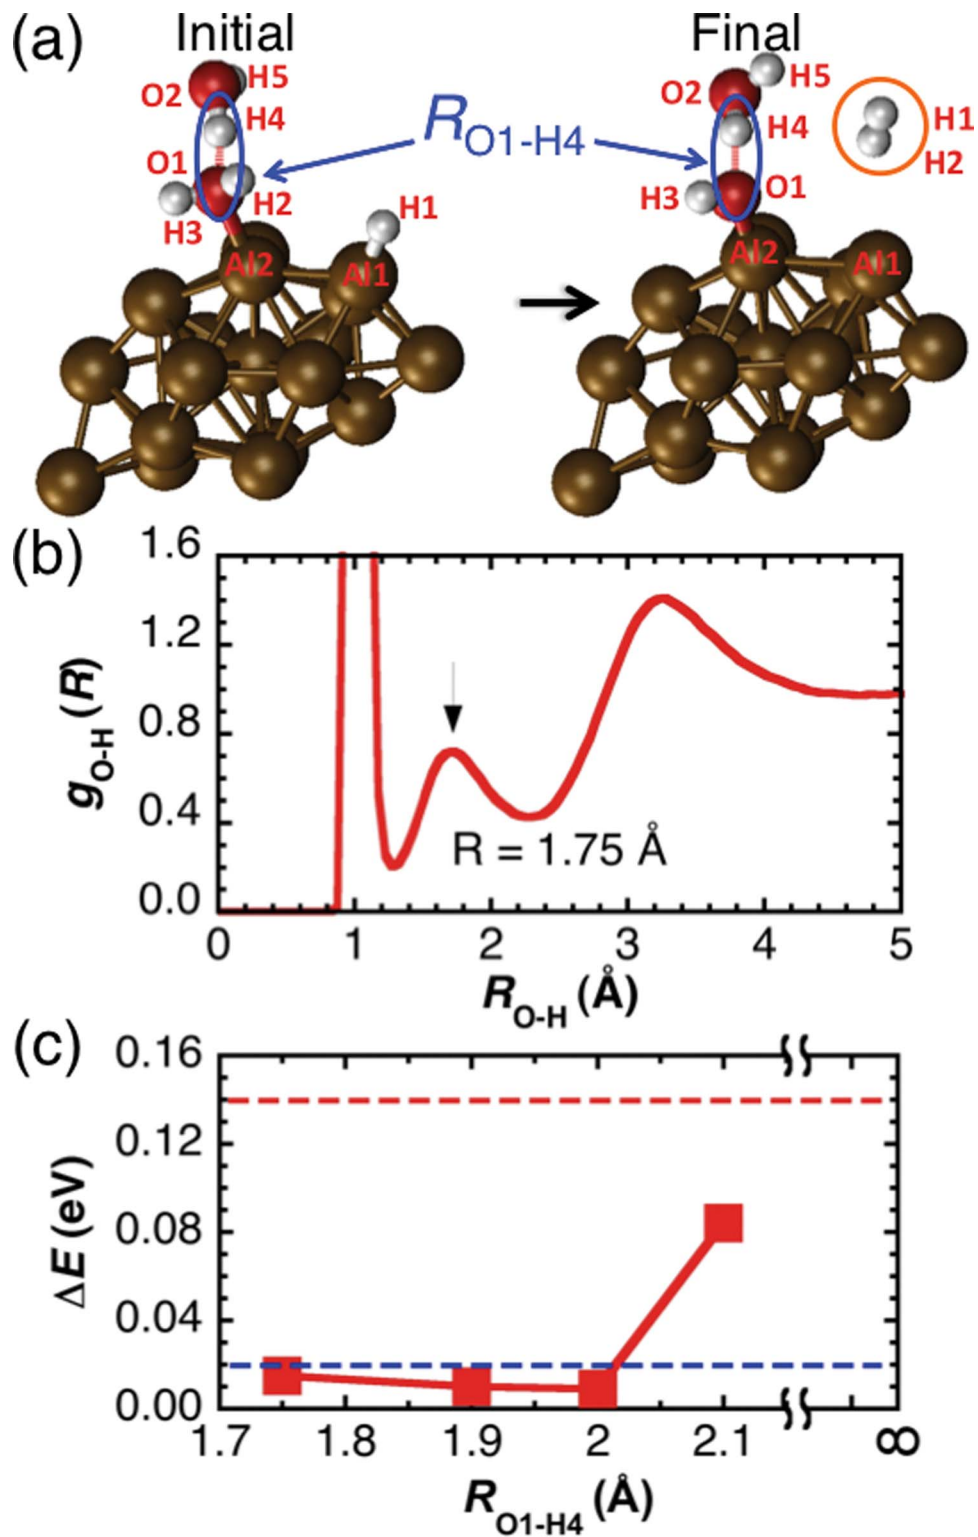 (a) Initial Final
H5 H5
O2 O2
H4 R_O1-H4 H4 H1
O1 H2
H2 H3 O1
H3 H1
Al2 Al1 Al2 Al1
(b)
1.6
1.2
0.8
0.4
0.0
g_O-H (R)
R = 1.75 Å
0 1 2 3 4 5
R_O-H (Å)
(c)
0.16
0.12
0.08
0.04
0.00
ΔE (eV)
1.7 1.8 1.9 2 2.1 ∞
R_O1-H4 (Å)